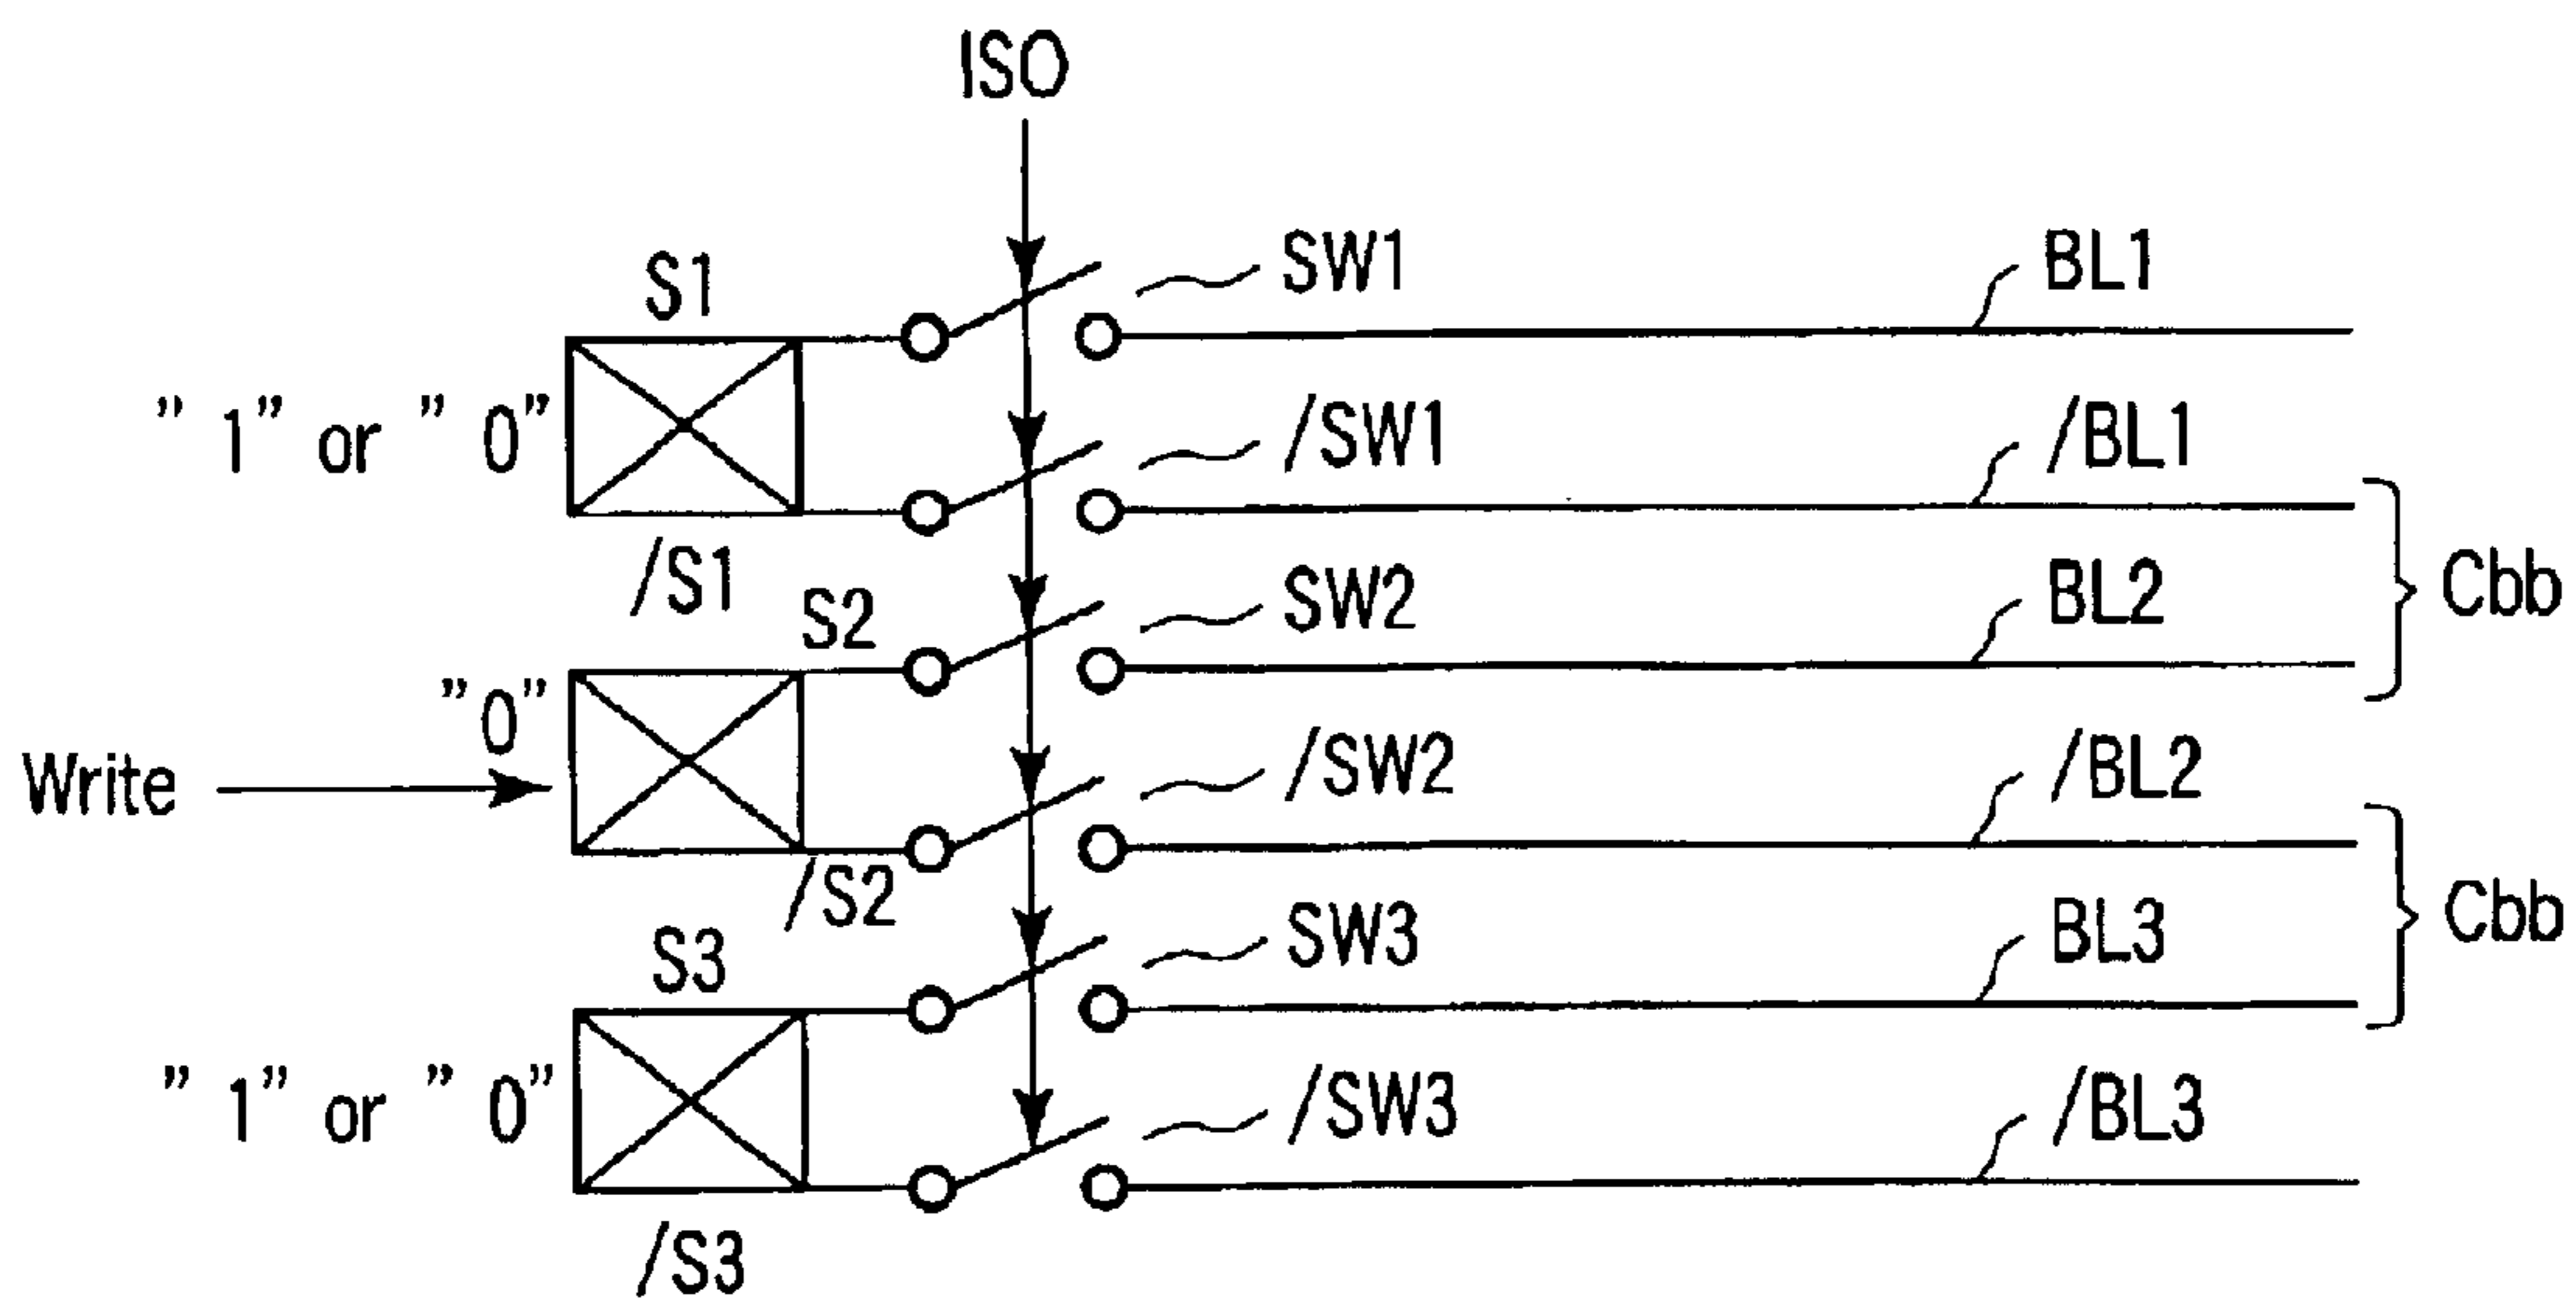 ISO
SW1
BL1
S1
" 1" or " 0"
/SW1
/BL1
/S1
S2
SW2
BL2
Cbb
"0"
Write
/SW2
/BL2
/S2
S3
SW3
BL3
Cbb
" 1" or " 0"
/SW3
/BL3
/S3